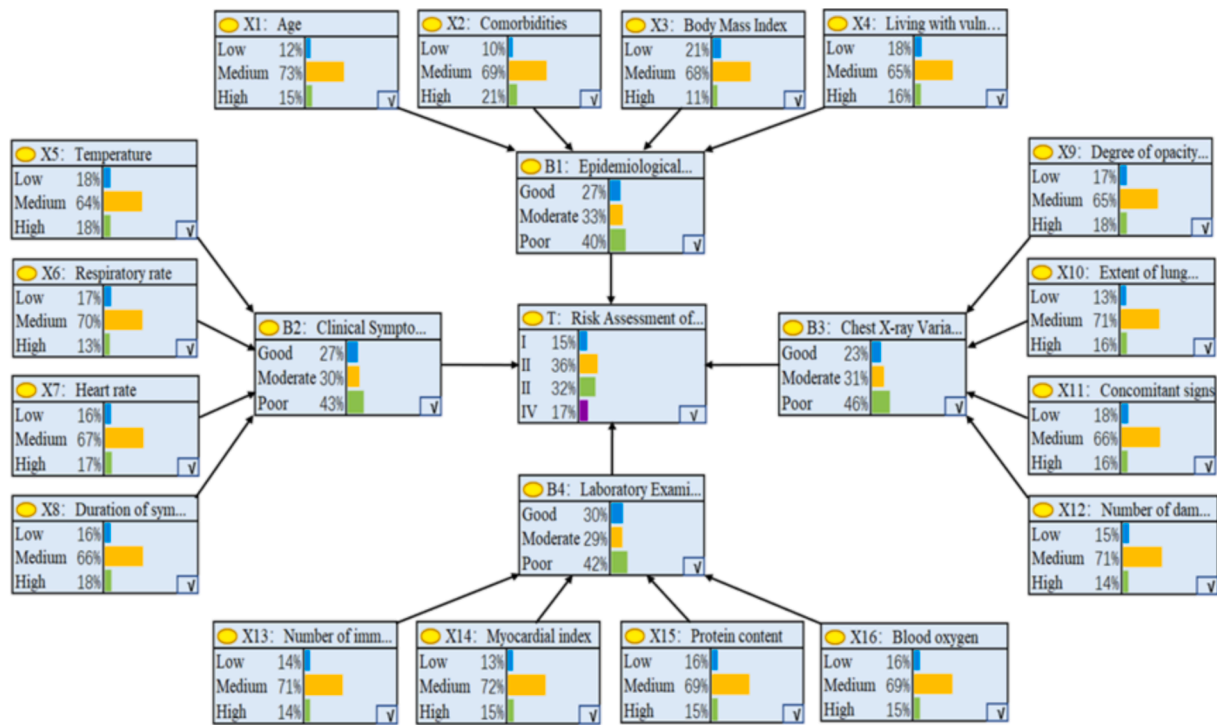 X1: Age
Low 12%
Medium 73%
High 15%
√
X2: Comorbidities
Low 10%
Medium 69%
High 21%
√
X3: Body Mass Index
Low 21%
Medium 68%
High 11%
√
X4: Living with vuln...
Low 18%
Medium 65%
High 16%
√
X5: Temperature
Low 18%
Medium 64%
High 18%
√
B1: Epidemiological...
Good 27%
Moderate 33%
Poor 40%
√
X9: Degree of opacity...
Low 17%
Medium 65%
High 18%
√
X6: Respiratory rate
Low 17%
Medium 70%
High 13%
√
X10: Extent of lung...
Low 13%
Medium 71%
High 16%
√
B2: Clinical Sympto...
Good 27%
Moderate 30%
Poor 43%
√
T: Risk Assessment of...
I 15%
II 36%
II 32%
IV 17%
√
B3: Chest X-ray Varia...
Good 23%
Moderate 31%
Poor 46%
√
X7: Heart rate
Low 16%
Medium 67%
High 17%
√
X11: Concomitant signs
Low 18%
Medium 66%
High 16%
√
X8: Duration of sym...
Low 16%
Medium 66%
High 18%
√
B4: Laboratory Exami...
Good 30%
Moderate 29%
Poor 42%
√
X12: Number of dam...
Low 15%
Medium 71%
High 14%
√
X13: Number of imm...
Low 14%
Medium 71%
High 14%
√
X14: Myocardial index
Low 13%
Medium 72%
High 15%
√
X15: Protein content
Low 16%
Medium 69%
High 15%
√
X16: Blood oxygen
Low 16%
Medium 69%
High 15%
√